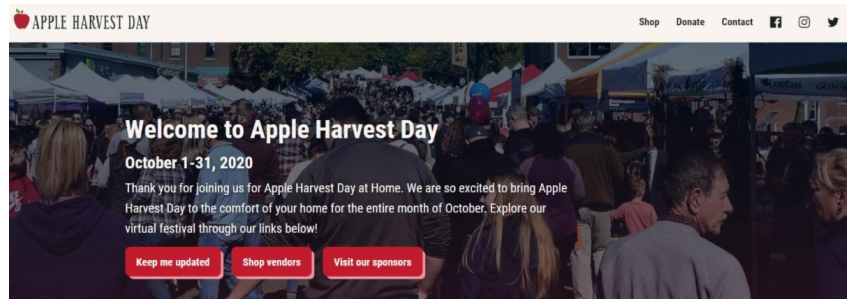 APPLE HARVEST DAY
Shop Donate Contact
Welcome to Apple Harvest Day
October 1-31, 2020
Thank you for joining us for Apple Harvest Day at Home. We are so excited to bring Apple
Harvest Day to the comfort of your home for the entire month of October. Explore our
virtual festival through our links below!
Keep me updated Shop vendors Visit our sponsors